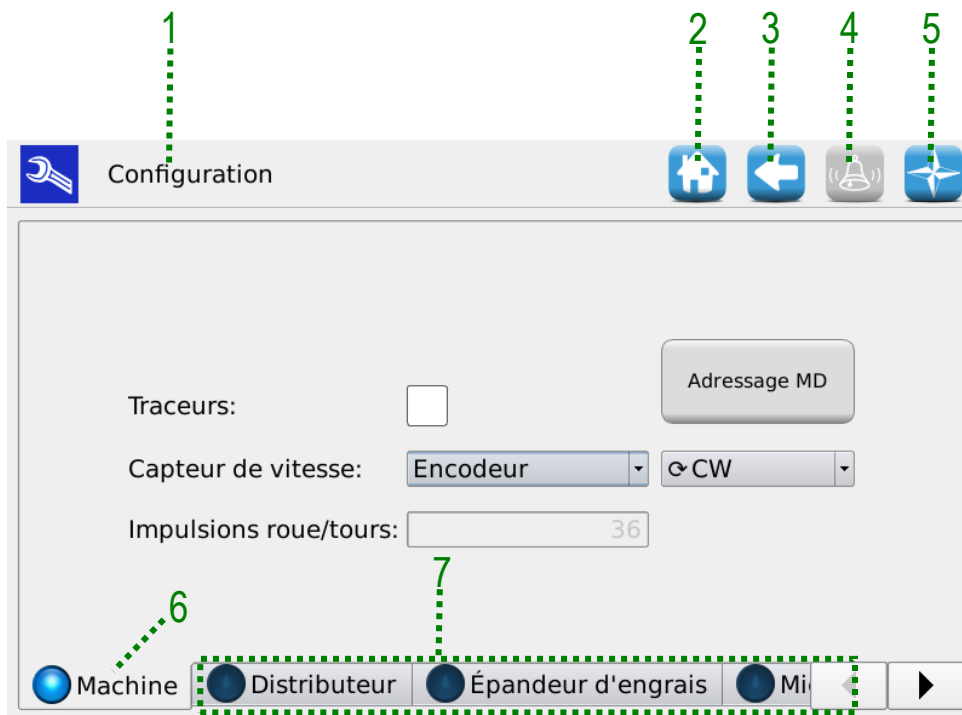 1 2 3 4 5
Configuration
Adressage MD
Traceurs:
Capteur de vitesse: Encodeur ⟳ CW
Impulsions roue/tours: 36
7
6
Machine Distributeur Épandeur d'engrais Mi